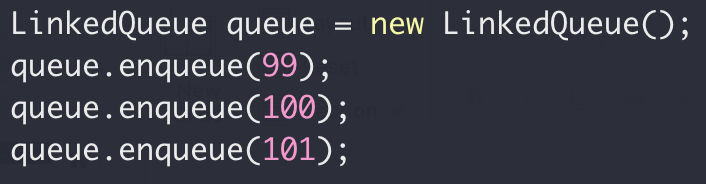 LinkedQueue queue = new LinkedQueue();
queue.enqueue(99);
queue.enqueue(100);
queue.enqueue(101);